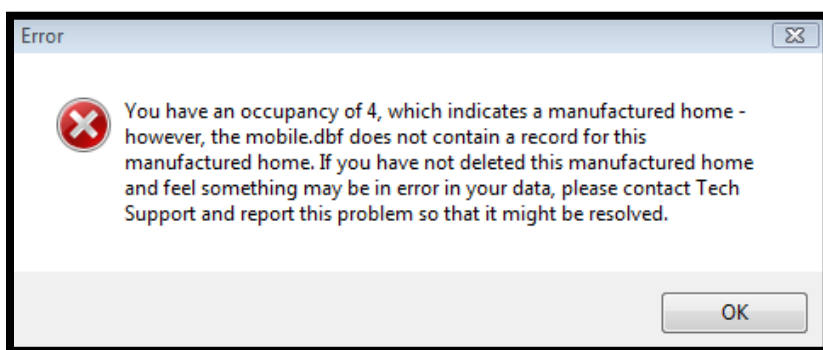 Error
You have an occupancy of 4, which indicates a manufactured home -
however, the mobile.dbf does not contain a record for this
manufactured home. If you have not deleted this manufactured home
and feel something may be in error in your data, please contact Tech
Support and report this problem so that it might be resolved.
OK